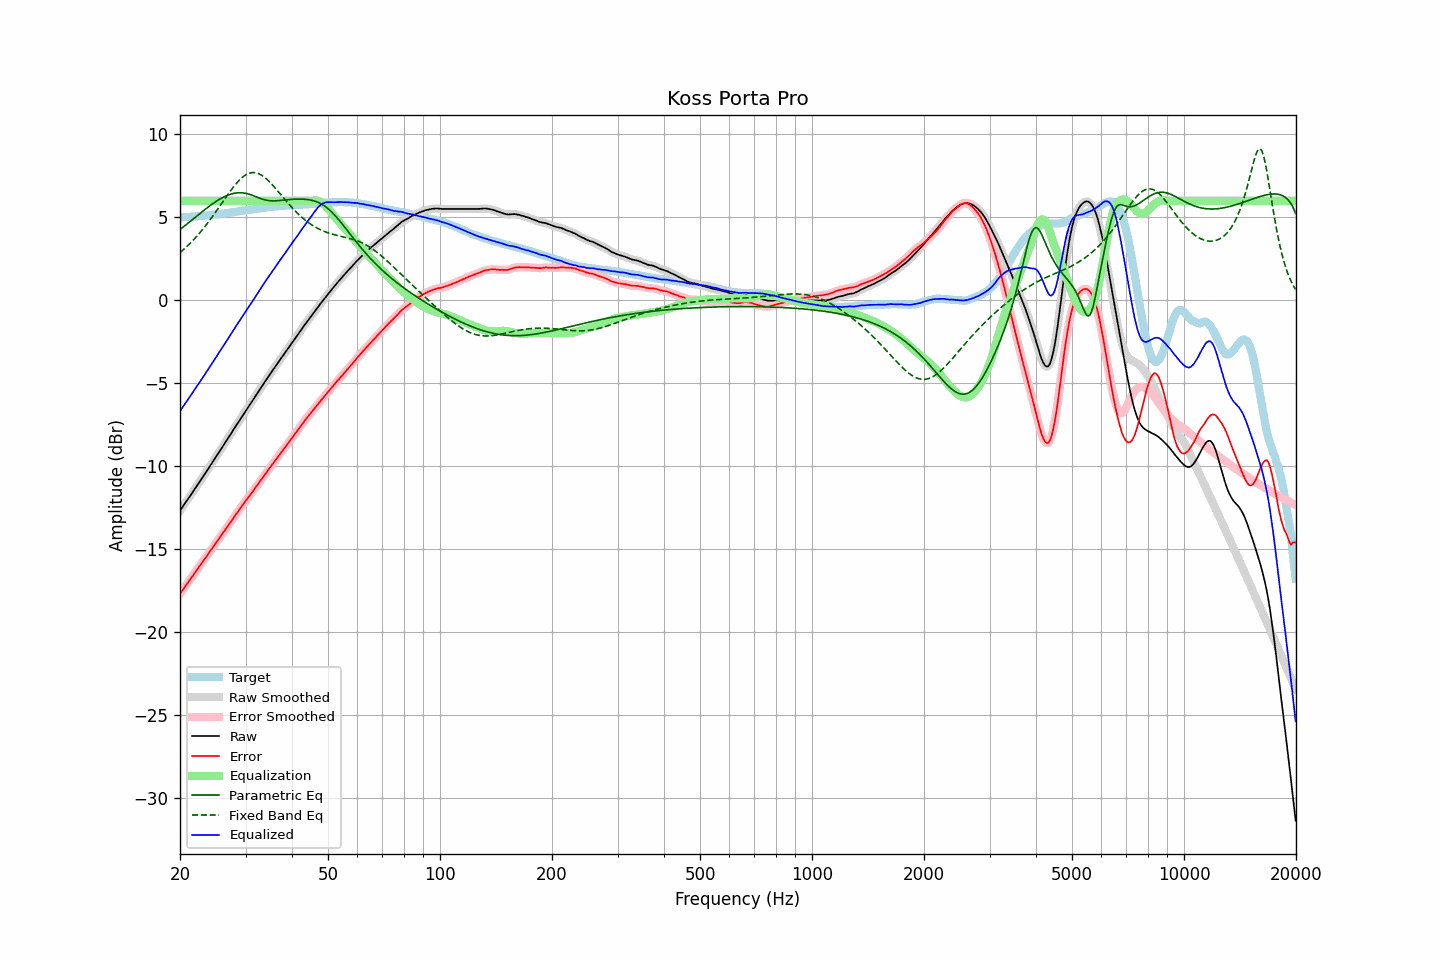 Koss Porta Pro
Amplitude (dBr)
10
5
0
−5
−10
−15
−20
−25
−30
Target
Raw Smoothed
Error Smoothed
Raw
Error
Equalization
Parametric Eq
Fixed Band Eq
Equalized
20 50 100 200 500 1000 2000 5000 10000 20000
Frequency (Hz)